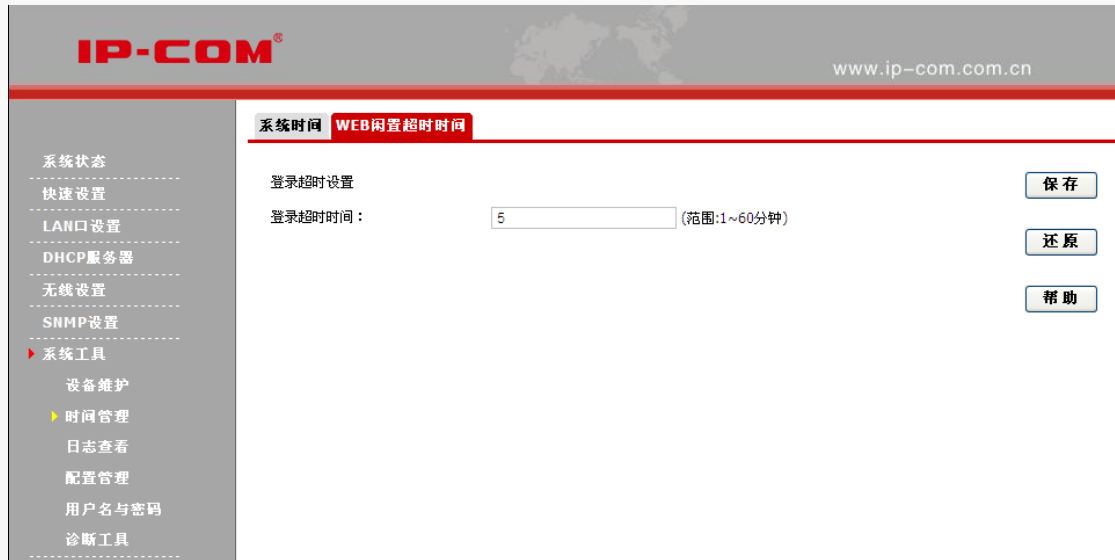 IP-COM®
www.ip-com.com.cn
系统时间 WEB闲置超时时间
系统状态
快速设置
LAN口设置
DHCP服务器
无线设置
SNMP设置
系统工具
设备维护
时间管理
日志查看
配置管理
用户名与密码
诊断工具
登录超时设置
登录超时时间： 5 (范围:1~60分钟)
保存
还原
帮助